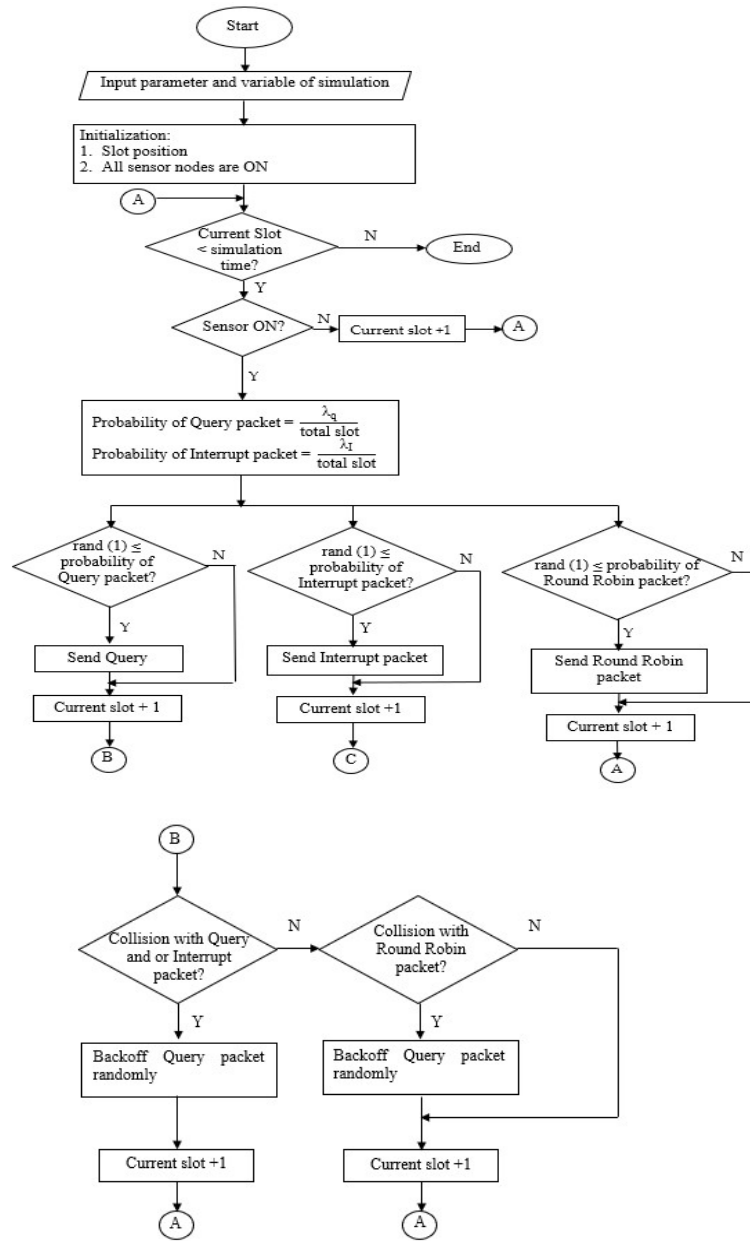 Start
Input parameter and variable of simulation
Initialization:
1. Slot position
2. All sensor nodes are ON
A
Current Slot
< simulation
time?
N
End
Y
Sensor ON?
N
Current slot +1
A
Y
Probability of Query packet = λq / total slot
Probability of Interrupt packet = λI / total slot
rand (1) ≤
probability of
Query packet?
N
Y
Send Query
Current slot + 1
B
rand (1) ≤
probability of
Interrupt packet?
N
Y
Send Interrupt packet
Current slot +1
C
rand (1) ≤ probability of
Round Robin packet?
N
Y
Send Round Robin
packet
Current slot + 1
A
B
Collision with Query
and or Interrupt
packet?
N
Y
Backoff Query packet
randomly
Current slot +1
A
Collision with
Round Robin
packet?
N
Y
Backoff Query packet
randomly
Current slot +1
A